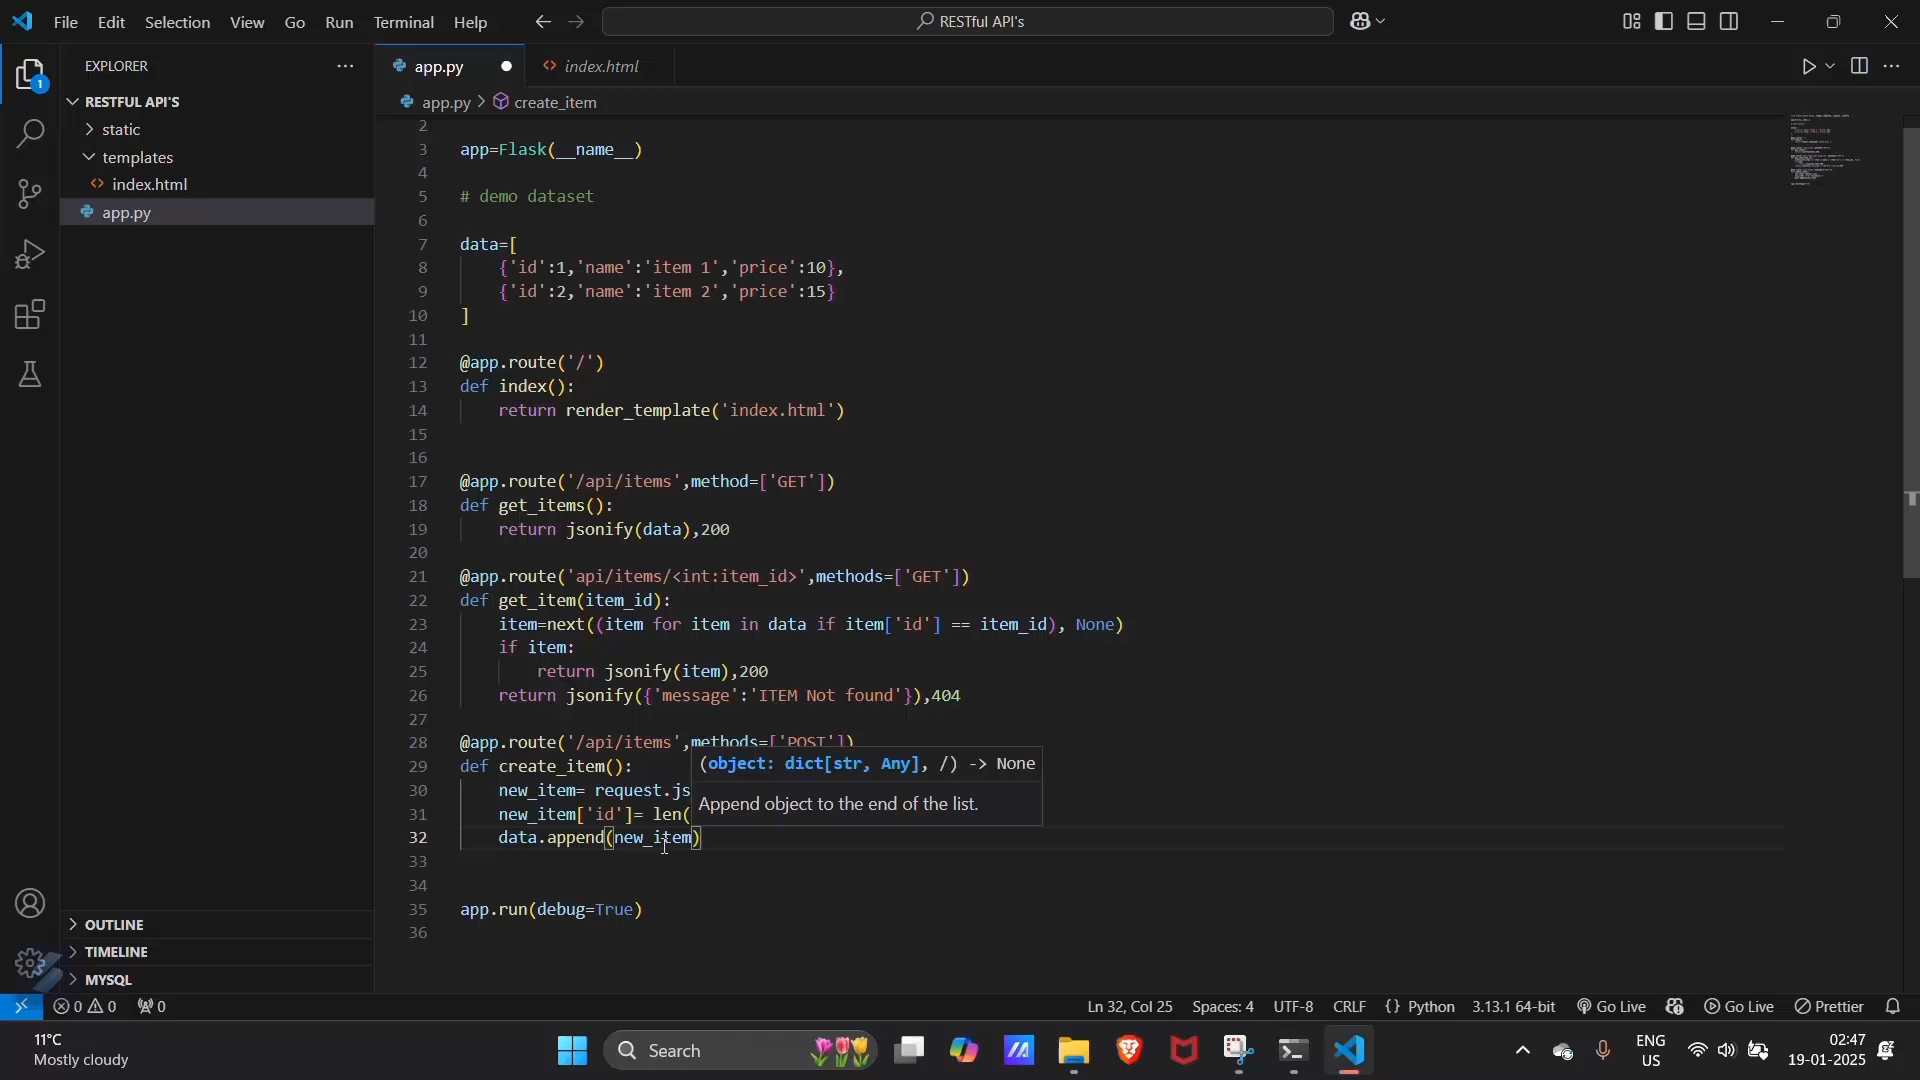 File Edit Selection View Go Run Terminal Help
RESTful API's
EXPLORER
RESTFUL API'S
static
templates
index.html
app.py
OUTLINE
TIMELINE
MYSQL
1
app.py
index.html
app.py > create_item
2
3 app=Flask(__name__)
4
5 # demo dataset
6
7 data=[
8 {'id':1,'name':'item 1','price':10},
9 {'id':2,'name':'item 2','price':15}
10 ]
11
12 @app.route('/')
13 def index():
14 return render_template('index.html')
15
16
17 @app.route('/api/items',method=['GET'])
18 def get_items():
19 return jsonify(data),200
20
21 @app.route('api/items/<int:item_id>',methods=['GET'])
22 def get_item(item_id):
23 item=next((item for item in data if item['id'] == item_id), None)
24 if item:
25 return jsonify(item),200
26 return jsonify({'message':'ITEM Not found'}),404
27
28 @app.route('/api/items',methods=['POST'])
29 def create_item():
30 new_item= request.js
31 new_item['id']= len(
32 data.append(new_item)
33
34
35 app.run(debug=True)
36
(object: dict[str, Any], /) -> None
Append object to the end of the list.
0 0 0
Ln 32, Col 25 Spaces: 4 UTF-8 CRLF {} Python 3.13.1 64-bit Go Live Go Live Prettier
11°C
Mostly cloudy
Search
ENG
US
02:47
19-01-2025